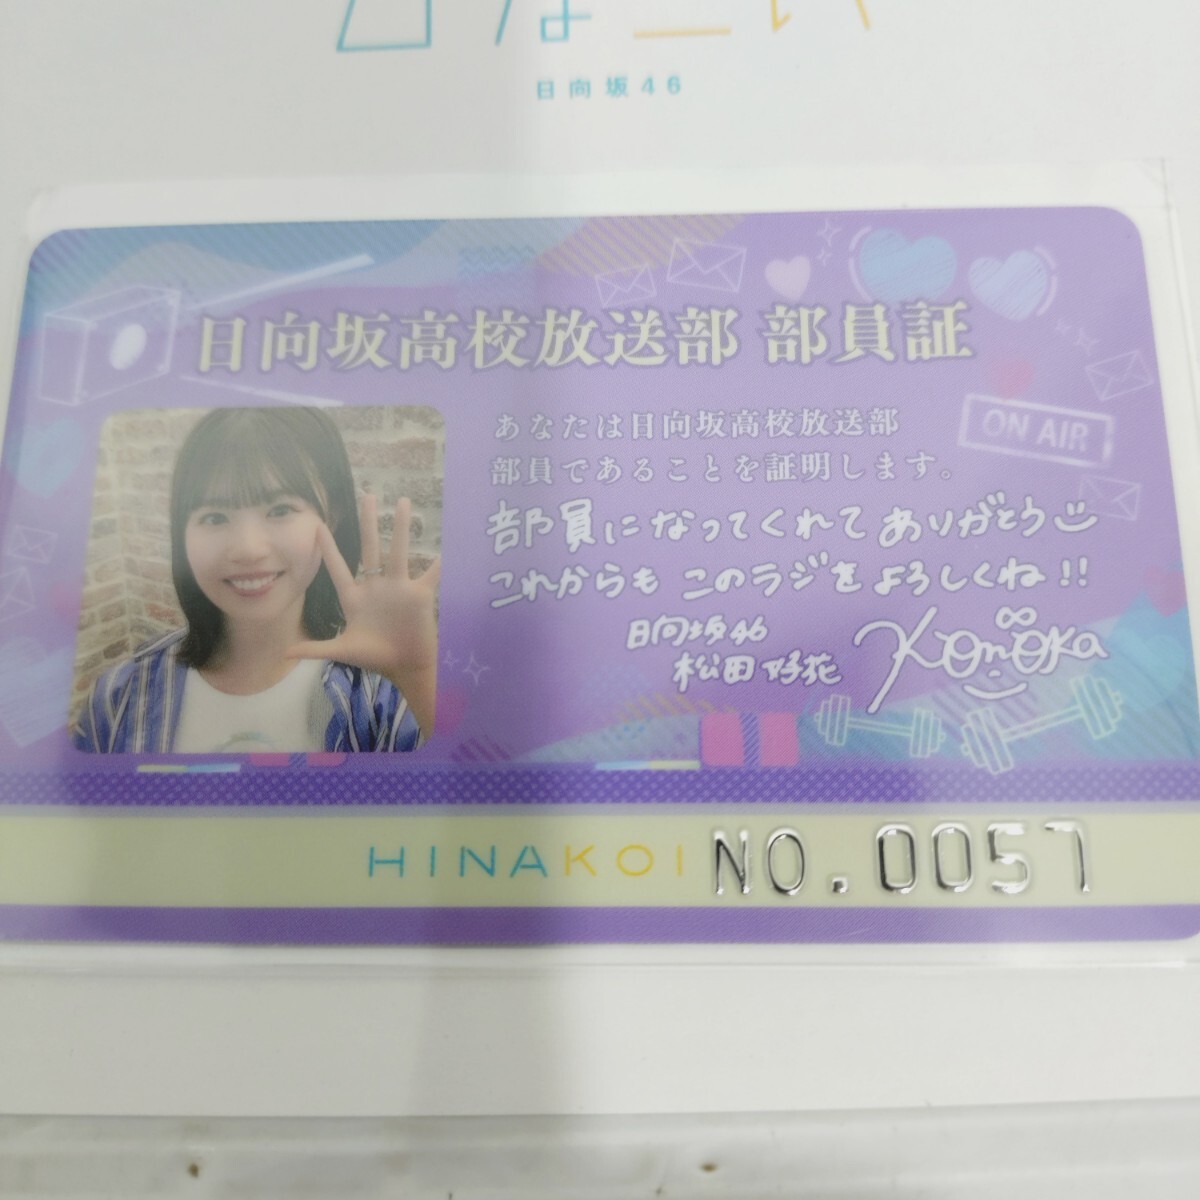 ひなこい
日向坂46
日向坂高校放送部 部員証
あなたは日向坂高校放送部
部員であることを証明します。
ON AIR
部員になってくれてありがとう
これからも このラジをよろしくね!!
日向坂46
松田好花
Konoka
HINAKOI NO.0057